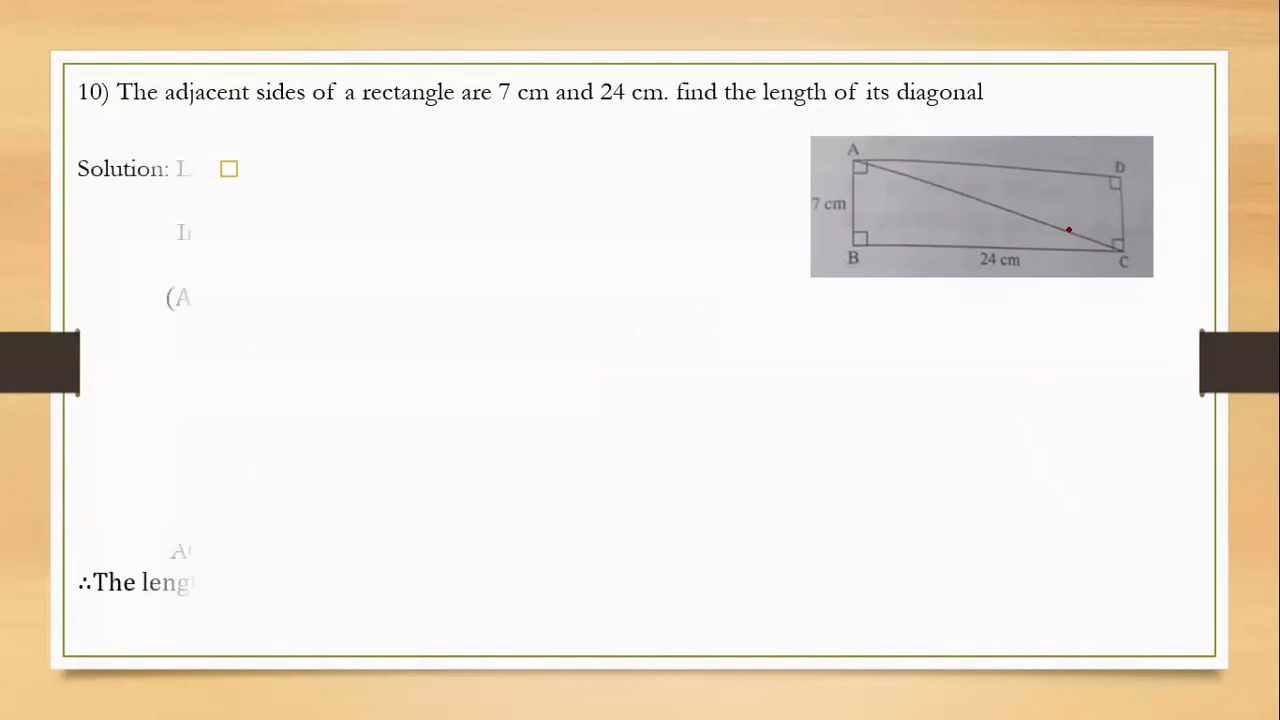 10) The adjacent sides of a rectangle are 7 cm and 24 cm. find the length of its diagonal
Solution:
A
D
7 cm
B
24 cm
C
(A
∴The